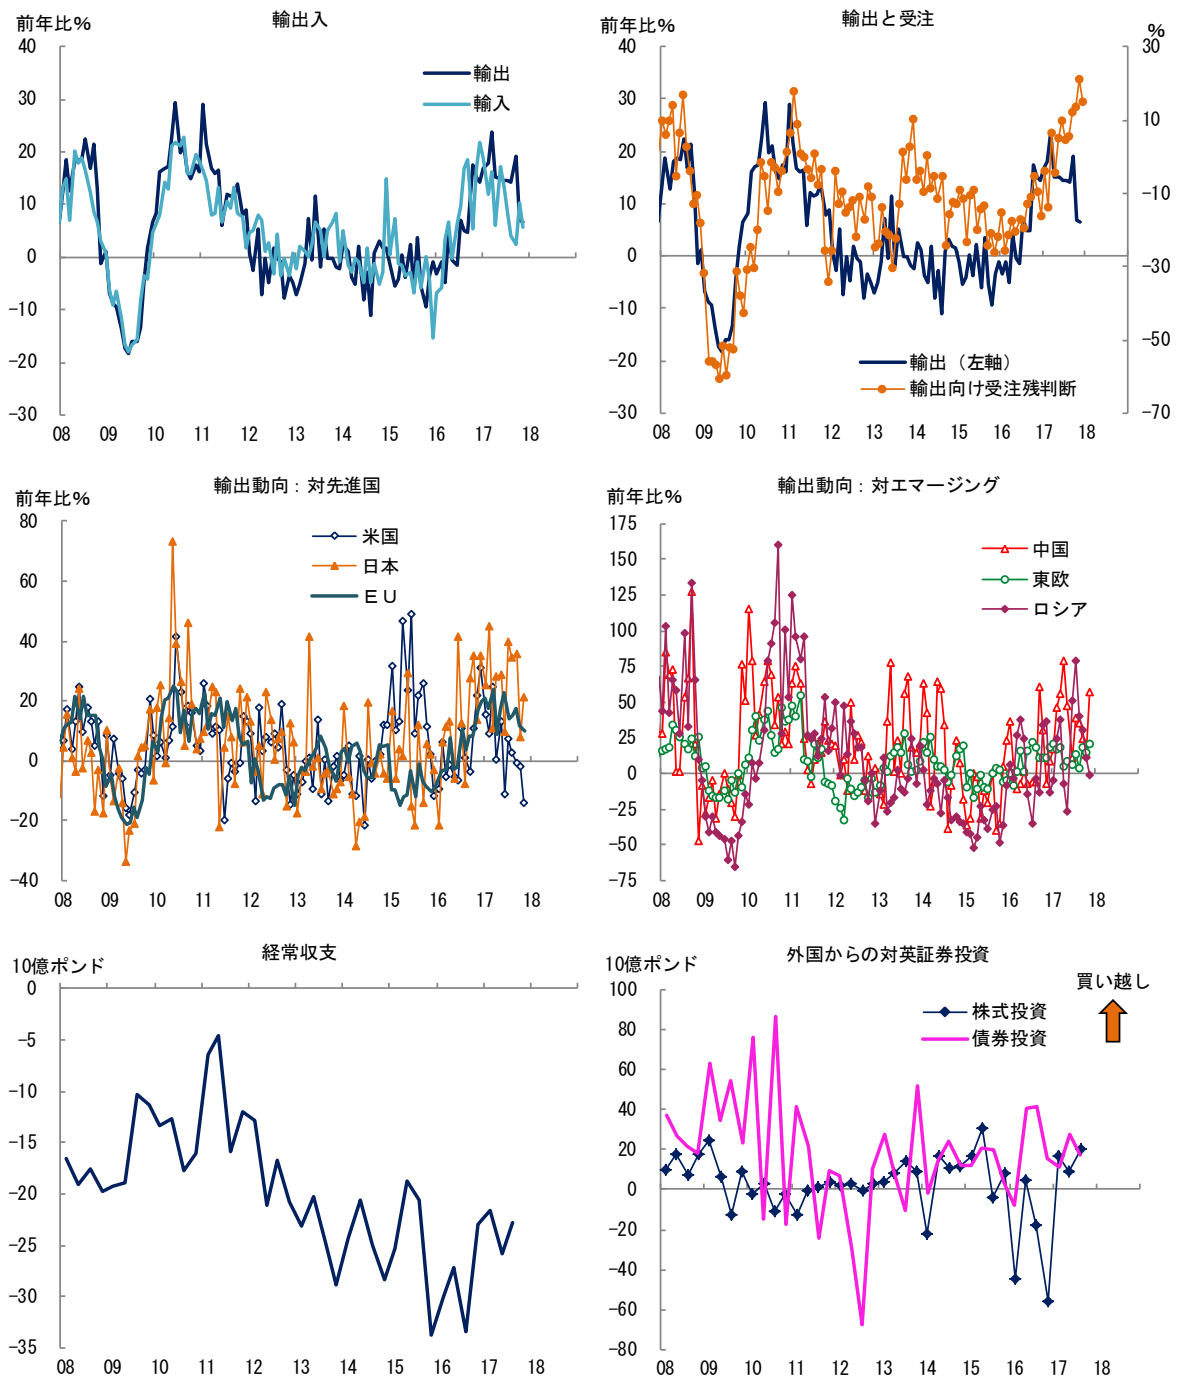 輸出入
前年比%
輸出
輸入
40
30
20
10
0
−10
−20
−30
08 09 10 11 12 13 14 15 16 17 18
輸出と受注
前年比%
%
40
30
20
10
0
−10
−20
−30
30
10
−10
−30
−50
−70
輸出（左軸）
輸出向け受注残判断
08 09 10 11 12 13 14 15 16 17 18
輸出動向：対先進国
前年比%
米国
日本
ＥＵ
80
60
40
20
0
−20
−40
08 09 10 11 12 13 14 15 16 17 18
輸出動向：対エマージング
前年比%
中国
東欧
ロシア
175
150
125
100
75
50
25
0
−25
−50
−75
08 09 10 11 12 13 14 15 16 17 18
経常収支
10億ポンド
0
−5
−10
−15
−20
−25
−30
−35
08 09 10 11 12 13 14 15 16 17 18
外国からの対英証券投資
10億ポンド
買い越し
株式投資
債券投資
100
80
60
40
20
0
−20
−40
−60
−80
08 09 10 11 12 13 14 15 16 17 18